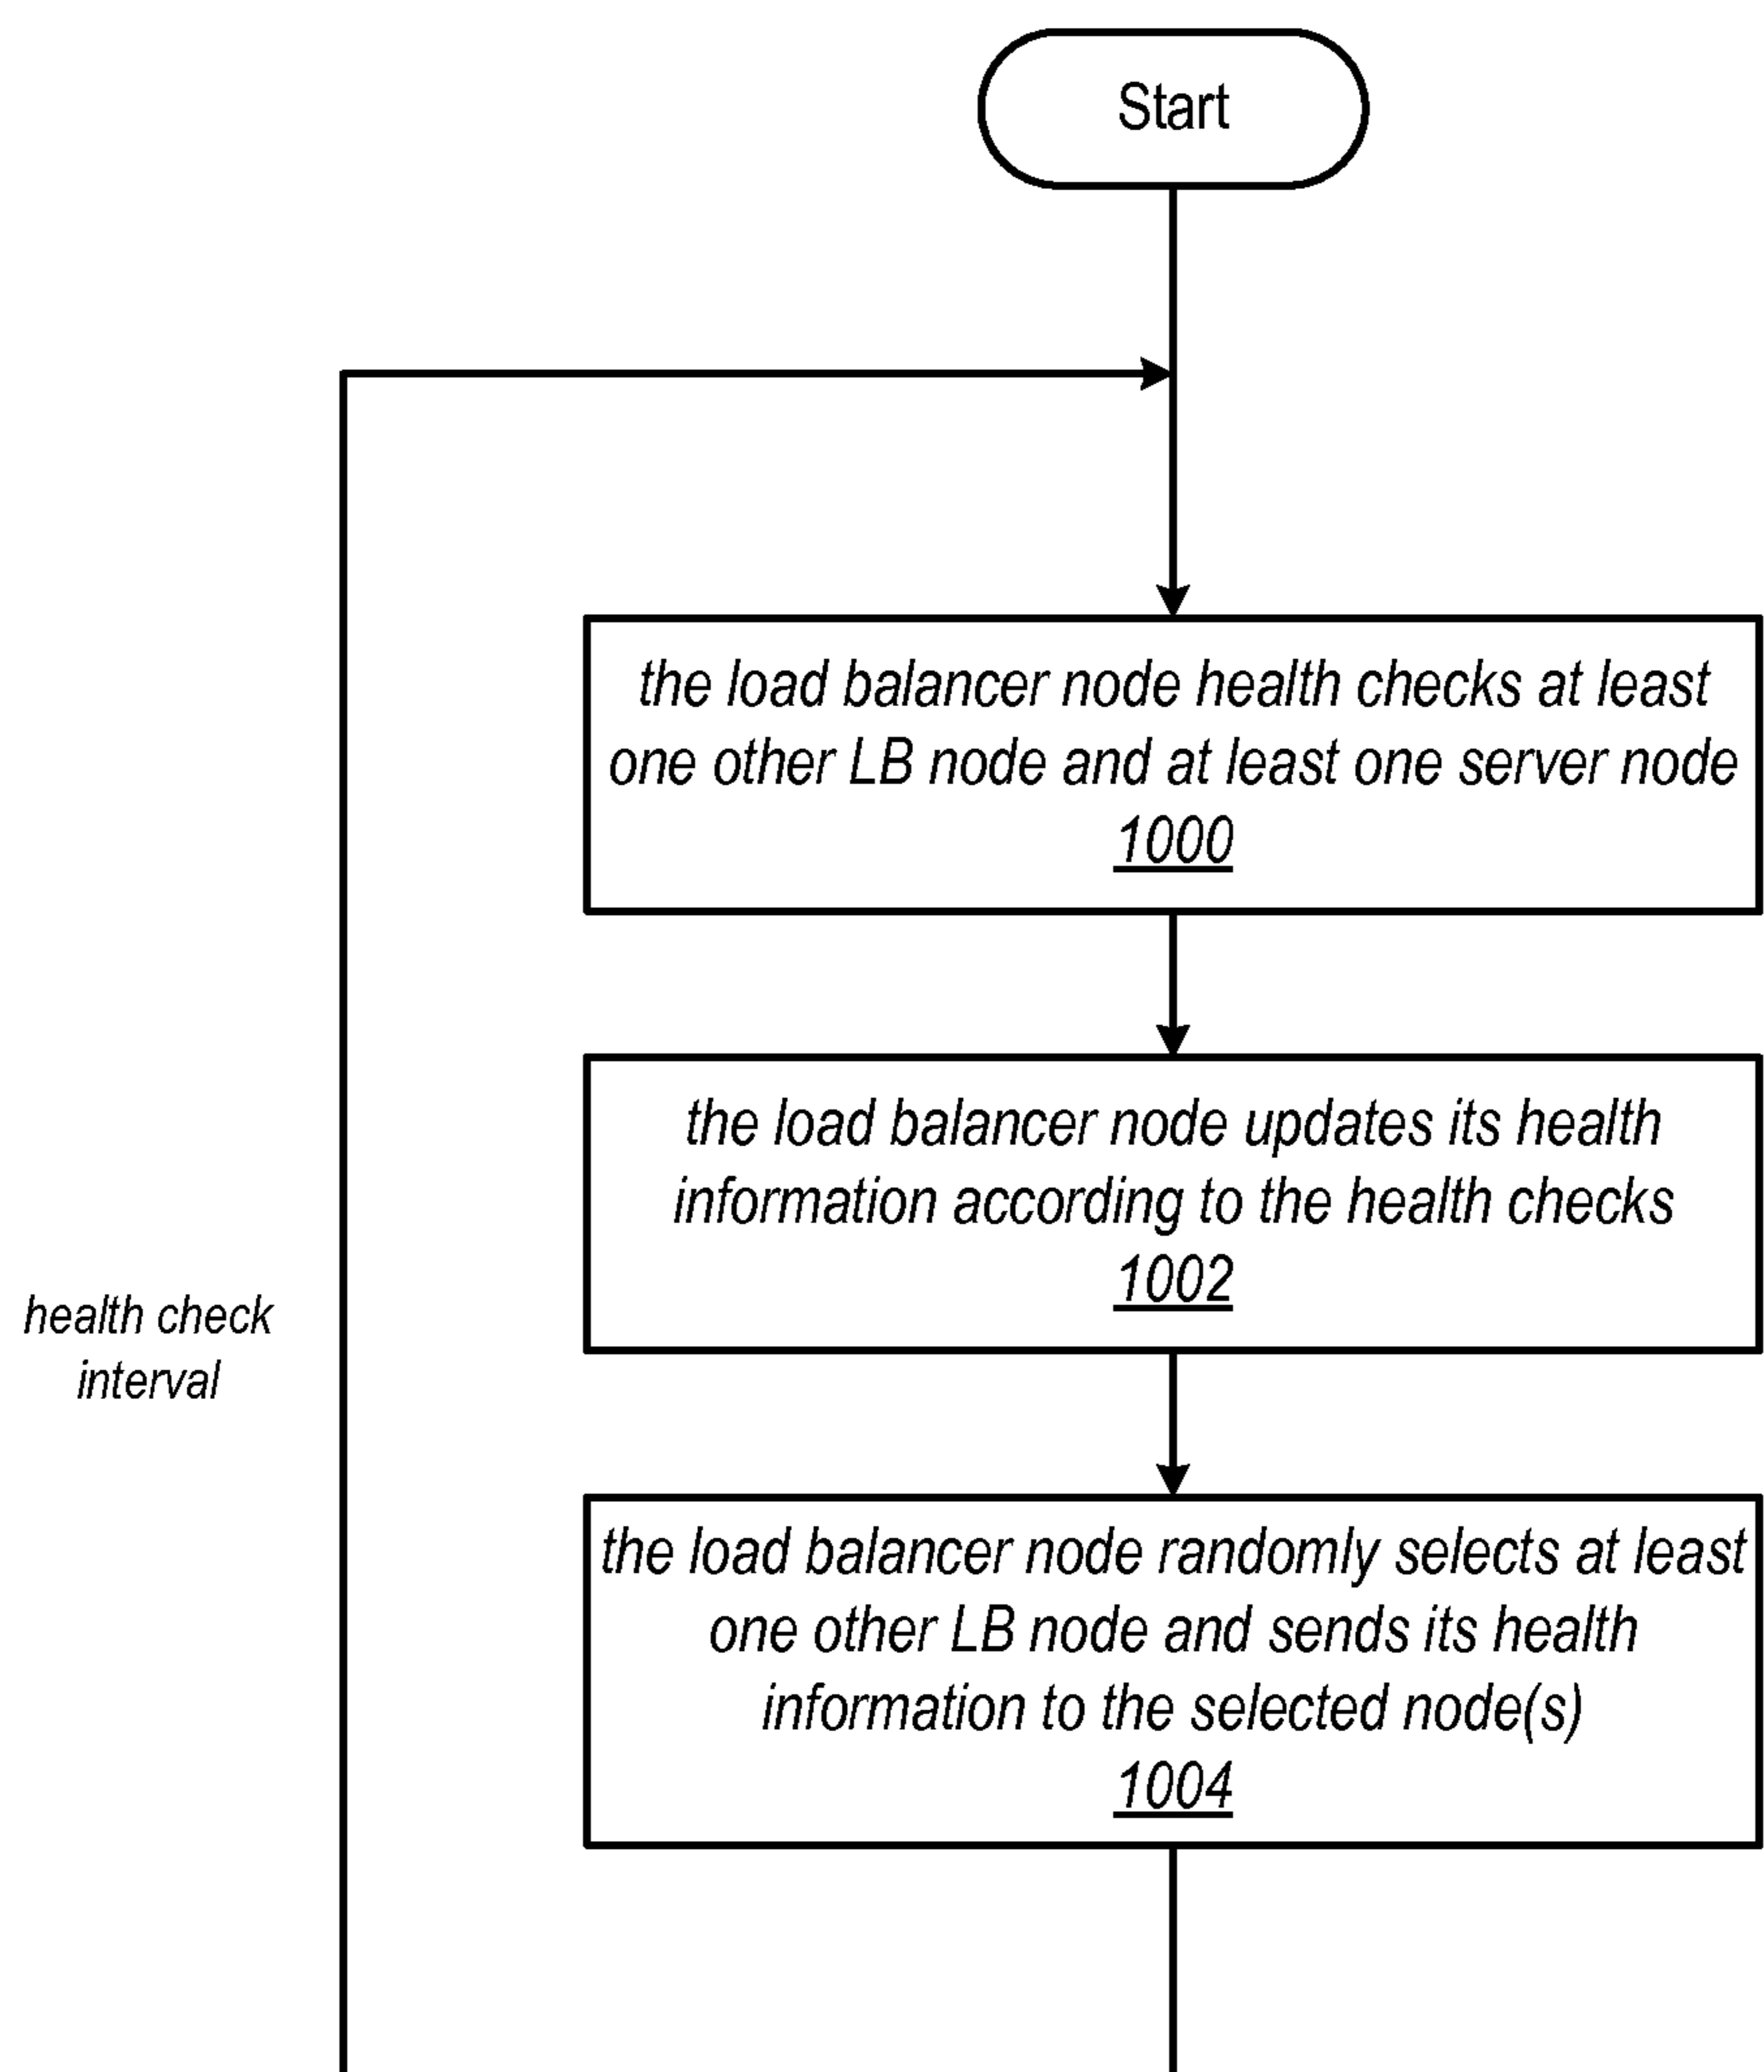 Start
the load balancer node health checks at least
one other LB node and at least one server node
1000
the load balancer node updates its health
information according to the health checks
1002
health check
interval
the load balancer node randomly selects at least
one other LB node and sends its health
information to the selected node(s)
1004